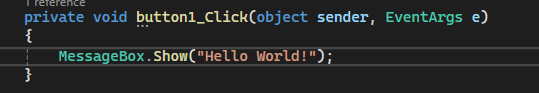 1 reference
private void button1_Click(object sender, EventArgs e)
{
MessageBox.Show("Hello World!");
}